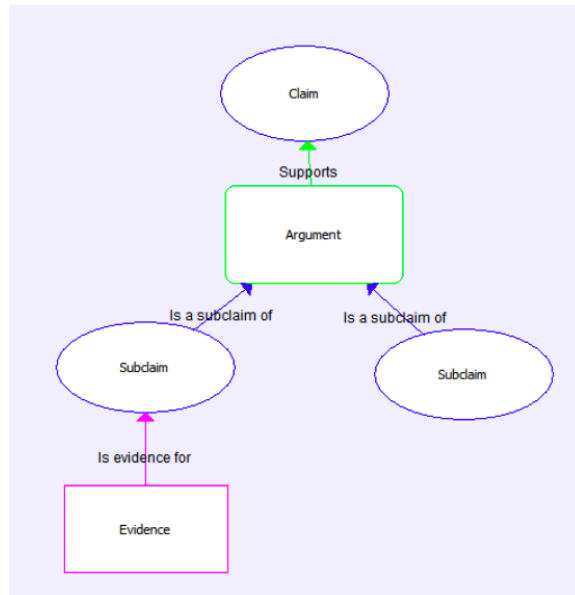 Claim
Supports
Argument
Is a subclaim of
Is a subclaim of
Subclaim
Subclaim
Is evidence for
Evidence